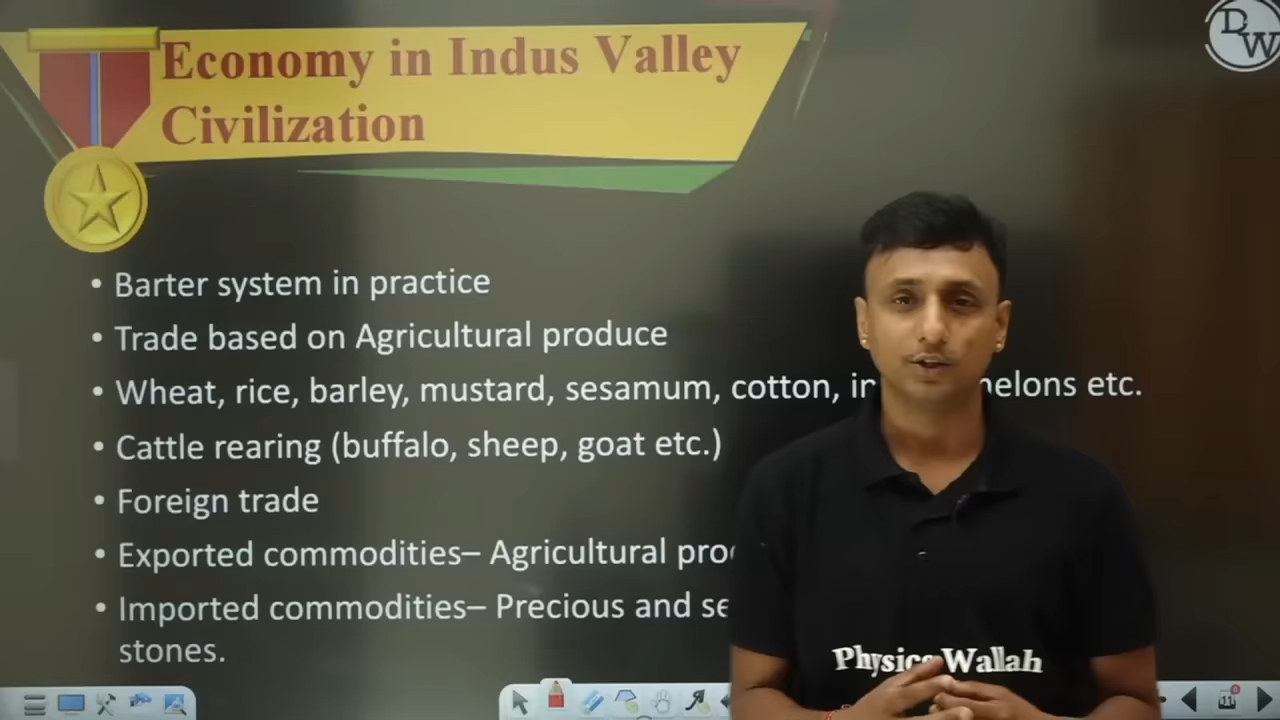 Economy in Indus Valley
Civilization
• Barter system in practice
• Trade based on Agricultural produce
• Wheat, rice, barley, mustard, sesamum, cotton, etc.
• Cattle rearing (buffalo, sheep, goat etc.)
• Foreign trade
• Exported commodities– Agricultural
• Imported commodities– Precious and
stones.
Physics Wallah
PW
11